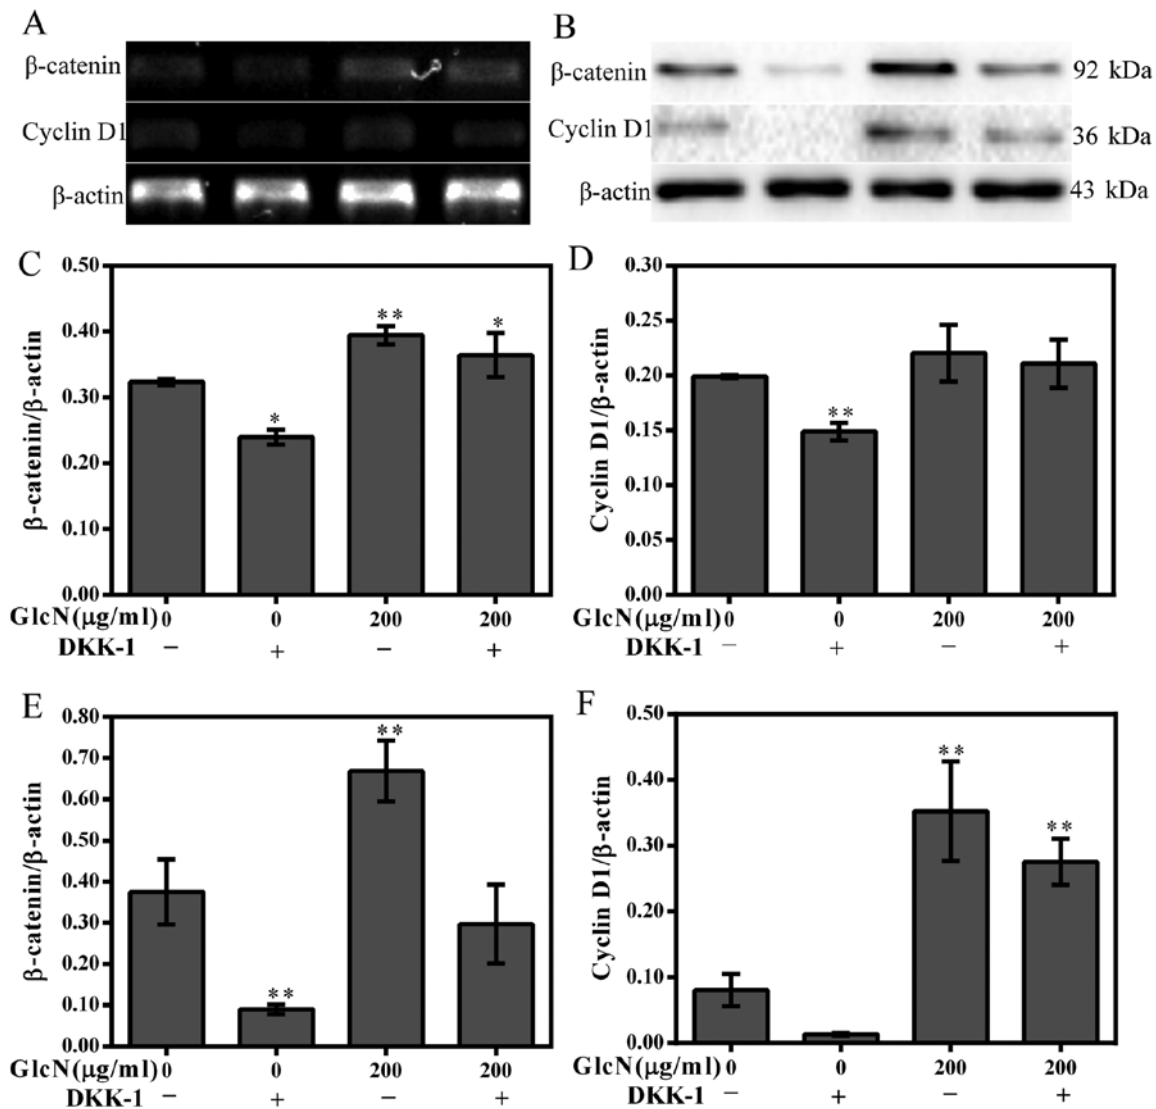 A
β-catenin
Cyclin D1
β-actin
B
β-catenin 92 kDa
Cyclin D1 36 kDa
β-actin 43 kDa
C
β-catenin/β-actin
0.50
0.40
0.30
0.20
0.10
0.00
*
**
*
GlcN(μg/ml) 0 0 200 200
DKK-1 − + − +
D
Cyclin D1/β-actin
0.30
0.25
0.20
0.15
0.10
0.05
0.00
**
GlcN(μg/ml) 0 0 200 200
DKK-1 − + − +
E
β-catenin/β-actin
0.80
0.70
0.60
0.50
0.40
0.30
0.20
0.10
0.00
**
**
GlcN(μg/ml) 0 0 200 200
DKK-1 − + − +
F
Cyclin D1/β-actin
0.50
0.40
0.30
0.20
0.10
0.00
**
**
GlcN(μg/ml) 0 0 200 200
DKK-1 − + − +